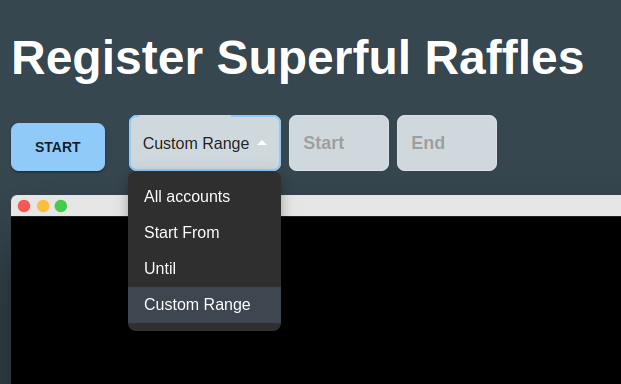 Register Superful Raffles
START
Custom Range
Start
End
All accounts
Start From
Until
Custom Range